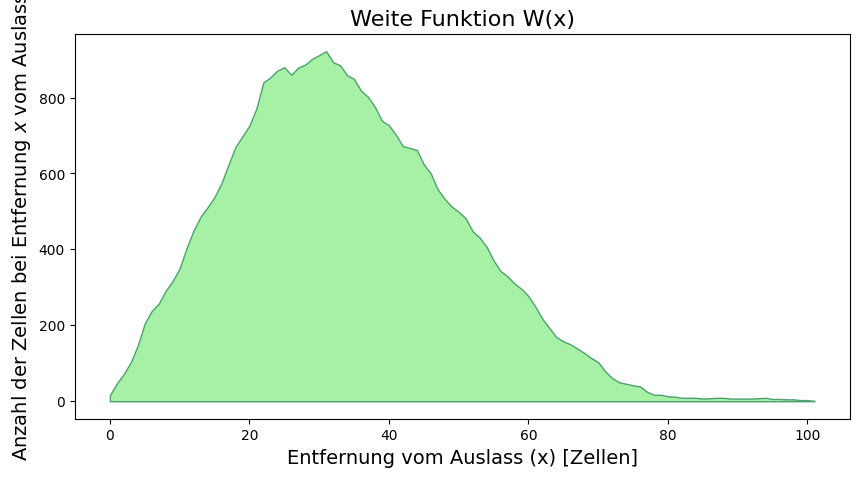 Weite Funktion W(x)
Anzahl der Zellen bei Entfernung x vom Auslass
800
600
400
200
0
0 20 40 60 80 100
Entfernung vom Auslass (x) [Zellen]